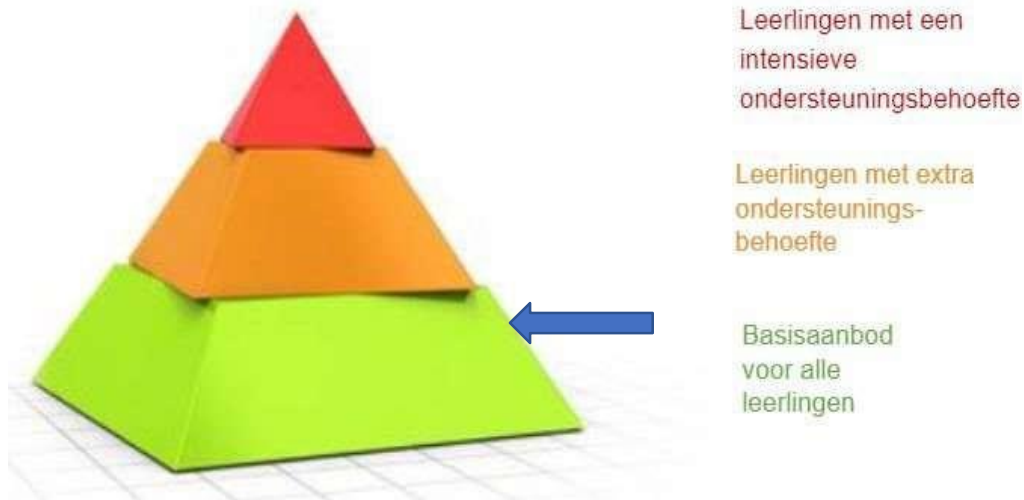 Leerlingen met een
intensieve
ondersteuningsbehoefte
Leerlingen met extra
ondersteunings-
behoefte
Basisaanbod
voor alle
leerlingen